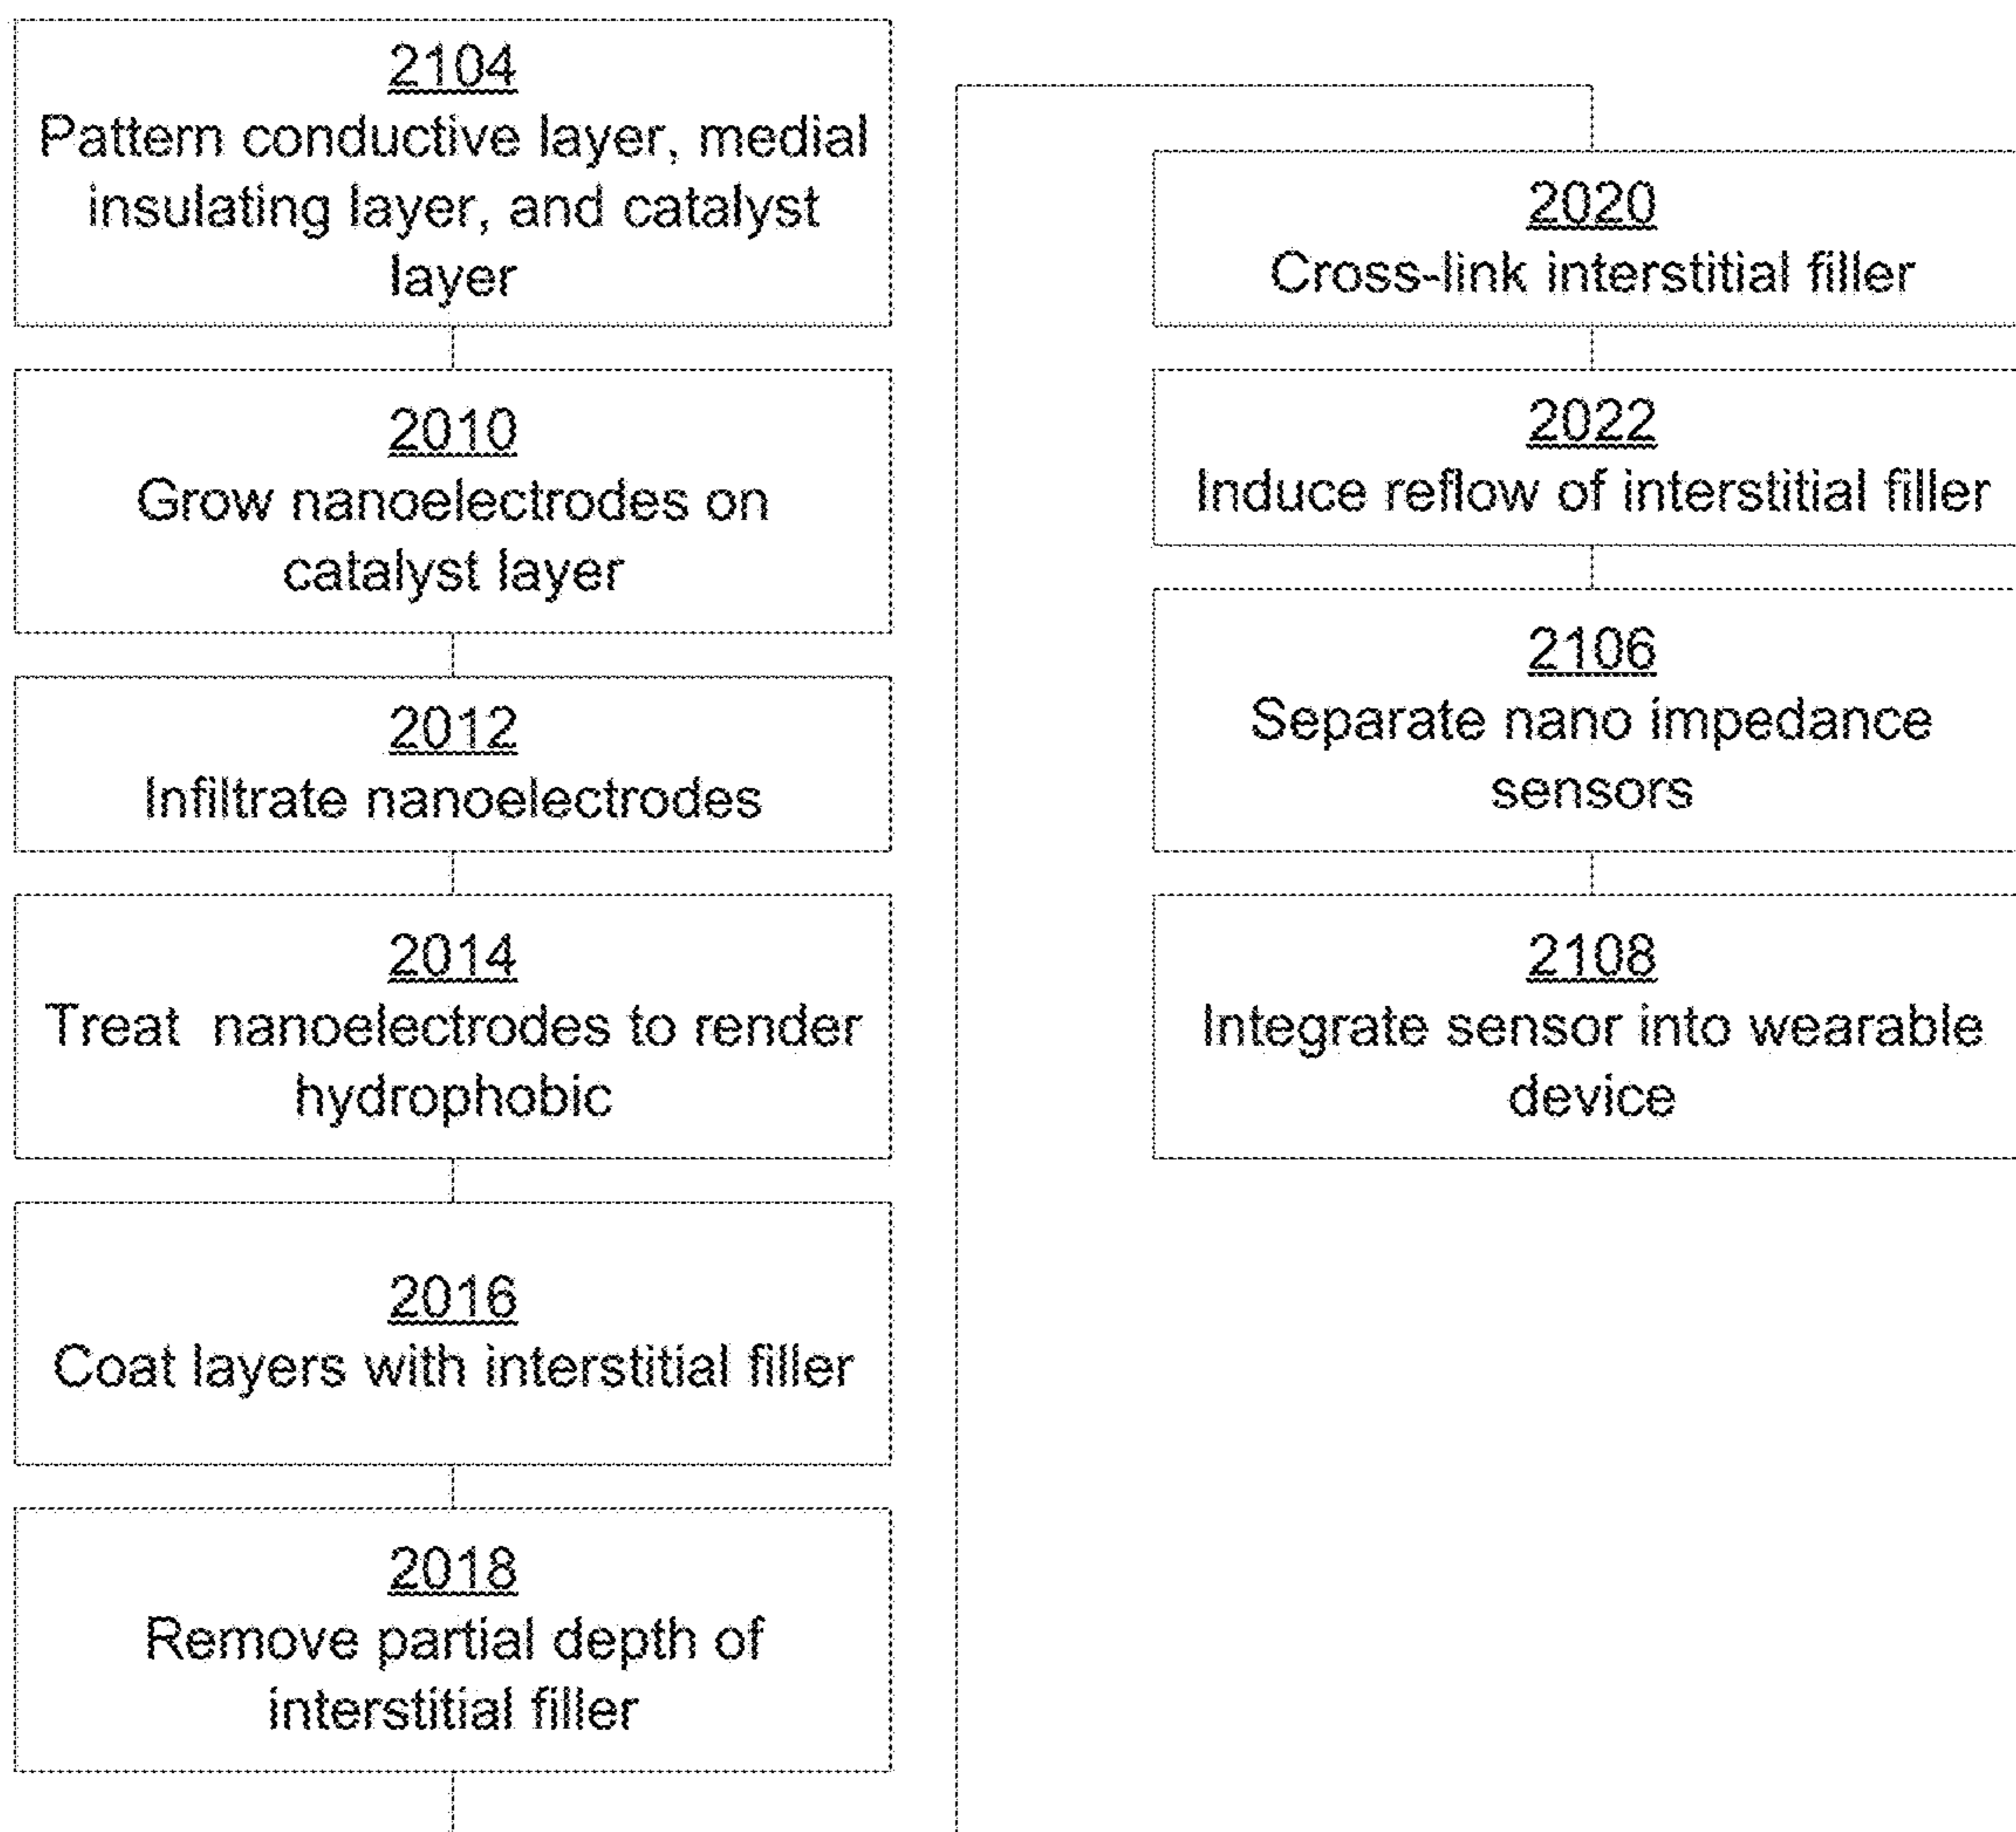 2104
Pattern conductive layer, medial
insulating layer, and catalyst
layer
2010
Grow nanoelectrodes on
catalyst layer
2012
Infiltrate nanoelectrodes
2014
Treat nanoelectrodes to render
hydrophobic
2016
Coat layers with interstitial filler
2018
Remove partial depth of
interstitial filler
2020
Cross-link interstitial filler
2022
Induce reflow of interstitial filler
2106
Separate nano impedance
sensors
2108
Integrate sensor into wearable
device